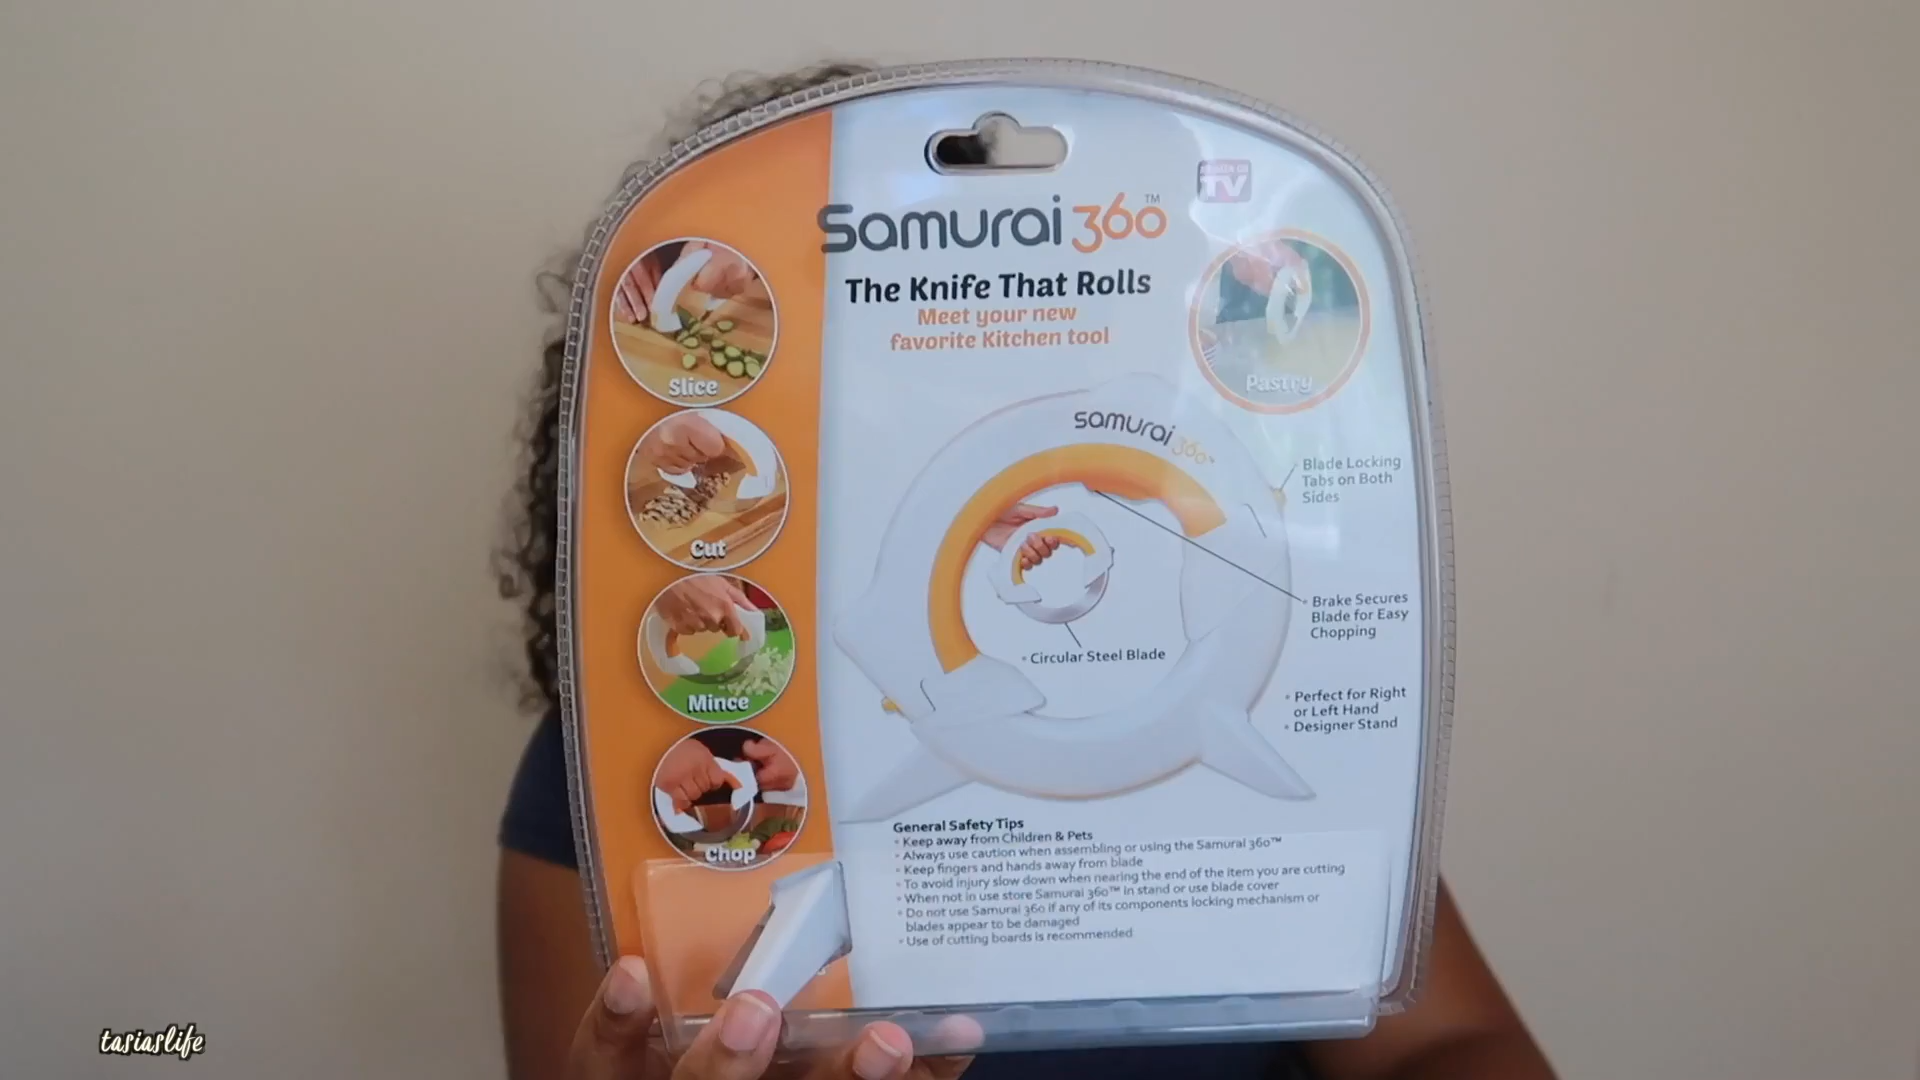 AS SEEN ON
TV
Samurai 360™
The Knife That Rolls
Meet your new
favorite Kitchen tool
Slice
Cut
Mince
Chop
Pastry
samurai 360™
• Blade Locking
Tabs on Both
Sides
• Brake Secures
Blade for Easy
Chopping
• Circular Steel Blade
• Perfect for Right
or Left Hand
• Designer Stand
General Safety Tips
• Keep away from Children & Pets
• Always use caution when assembling or using the Samurai 360™
• Keep fingers and hands away from blade
• To avoid injury slow down when nearing the end of the item you are cutting
• When not in use store Samurai 360™ in stand or use blade cover
• Do not use Samurai 360 if any of its components locking mechanism or
blades appear to be damaged
• Use of cutting boards is recommended
tasiaslife